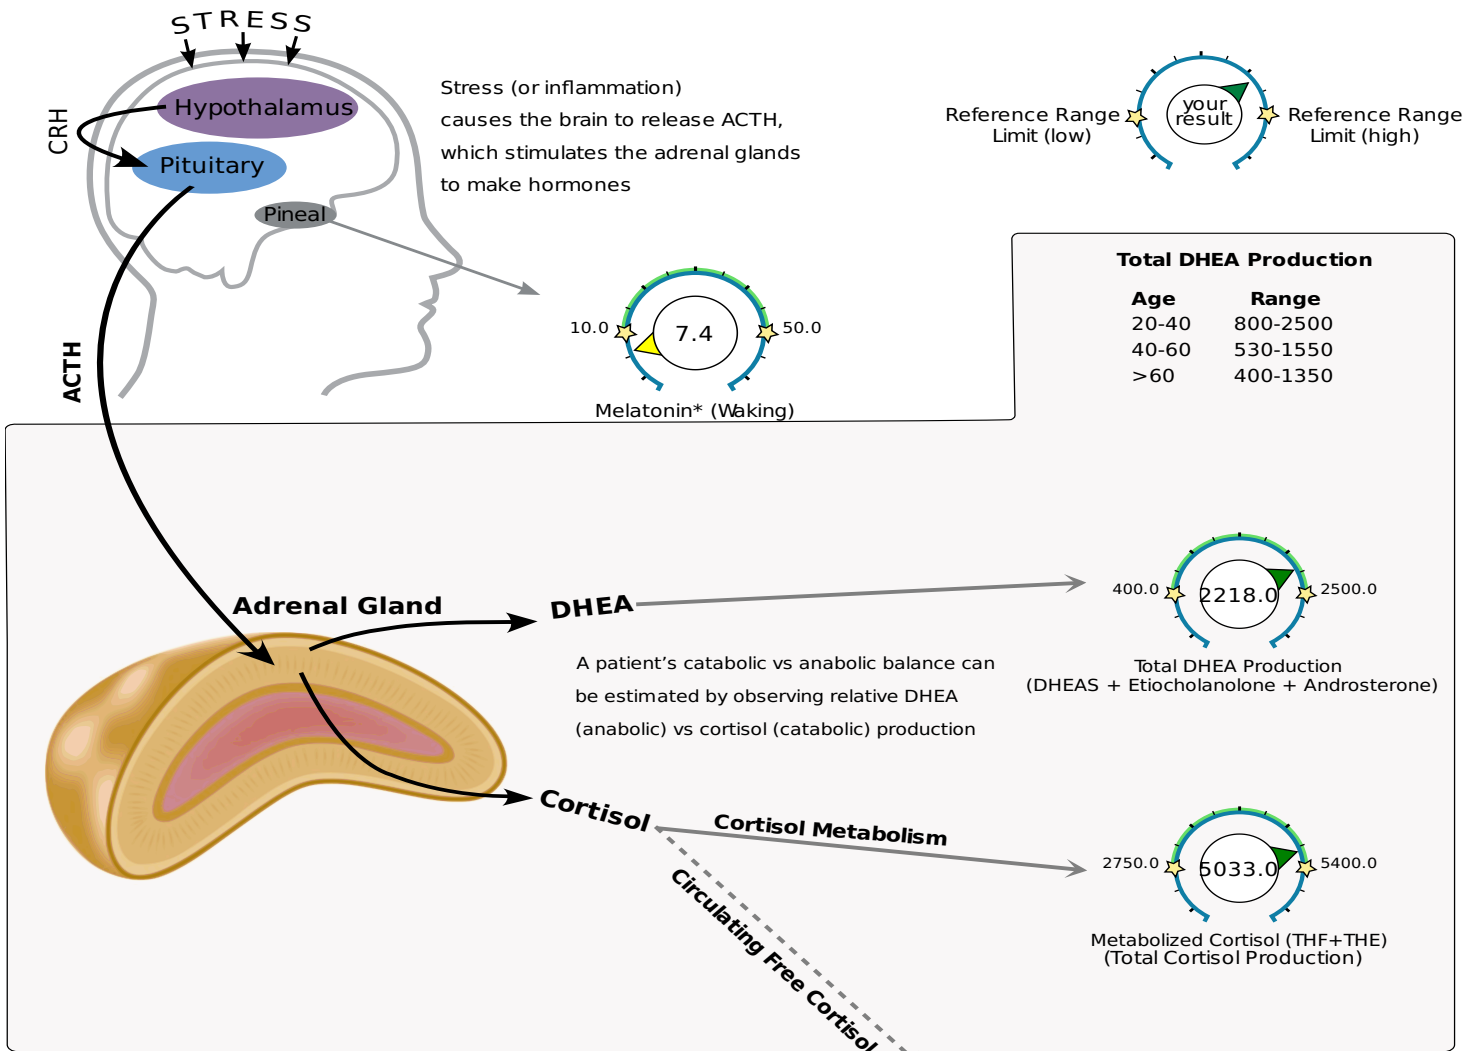 STRESS
Hypothalamus
CRH
Pituitary
Pineal
Stress (or inflammation)
causes the brain to release ACTH,
which stimulates the adrenal glands
to make hormones
your
result
Reference Range
Limit (low)
Reference Range
Limit (high)
10.0
7.4
50.0
Melatonin* (Waking)
ACTH
Total DHEA Production
Age Range
20-40 800-2500
40-60 530-1550
>60 400-1350
Adrenal Gland
DHEA
400.0
2218.0
2500.0
Total DHEA Production
(DHEAS + Etiocholanolone + Androsterone)
A patient's catabolic vs anabolic balance can
be estimated by observing relative DHEA
(anabolic) vs cortisol (catabolic) production
Cortisol
Cortisol Metabolism
Circulating Free Cortisol
2750.0
5033.0
5400.0
Metabolized Cortisol (THF+THE)
(Total Cortisol Production)